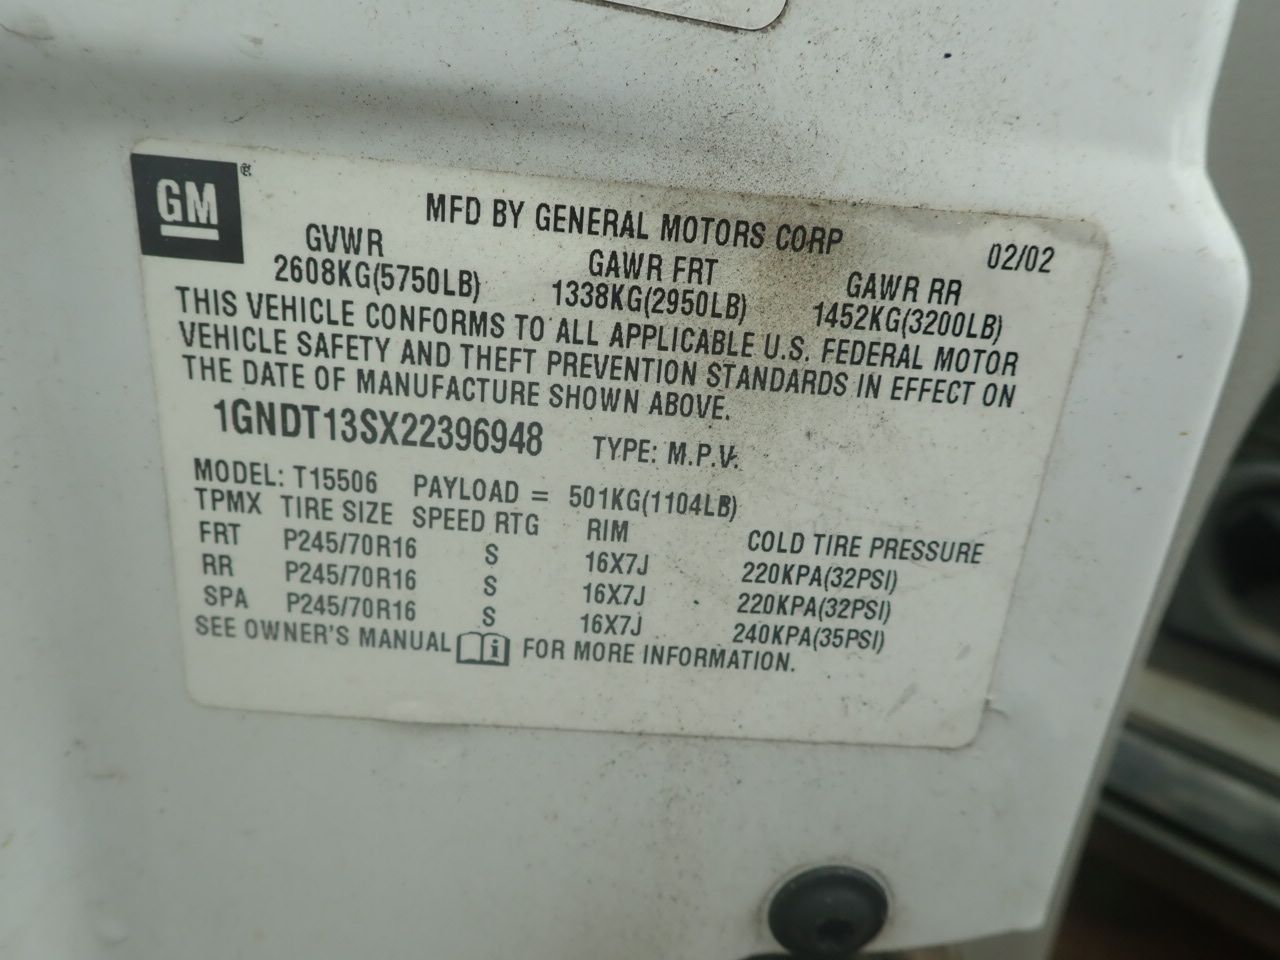 GM ®
MFD BY GENERAL MOTORS CORP 02/02
GVWR GAWR FRT GAWR RR
2608KG(5750LB) 1338KG(2950LB) 1452KG(3200LB)
THIS VEHICLE CONFORMS TO ALL APPLICABLE U.S. FEDERAL MOTOR
VEHICLE SAFETY AND THEFT PREVENTION STANDARDS IN EFFECT ON
THE DATE OF MANUFACTURE SHOWN ABOVE.
1GNDT13SX22396948 TYPE: M.P.V.
MODEL: T15506 PAYLOAD = 501KG(1104LB)
TPMX TIRE SIZE SPEED RTG RIM COLD TIRE PRESSURE
FRT P245/70R16 S 16X7J 220KPA(32PSI)
RR P245/70R16 S 16X7J 220KPA(32PSI)
SPA P245/70R16 S 16X7J 240KPA(35PSI)
SEE OWNER'S MANUAL i FOR MORE INFORMATION.